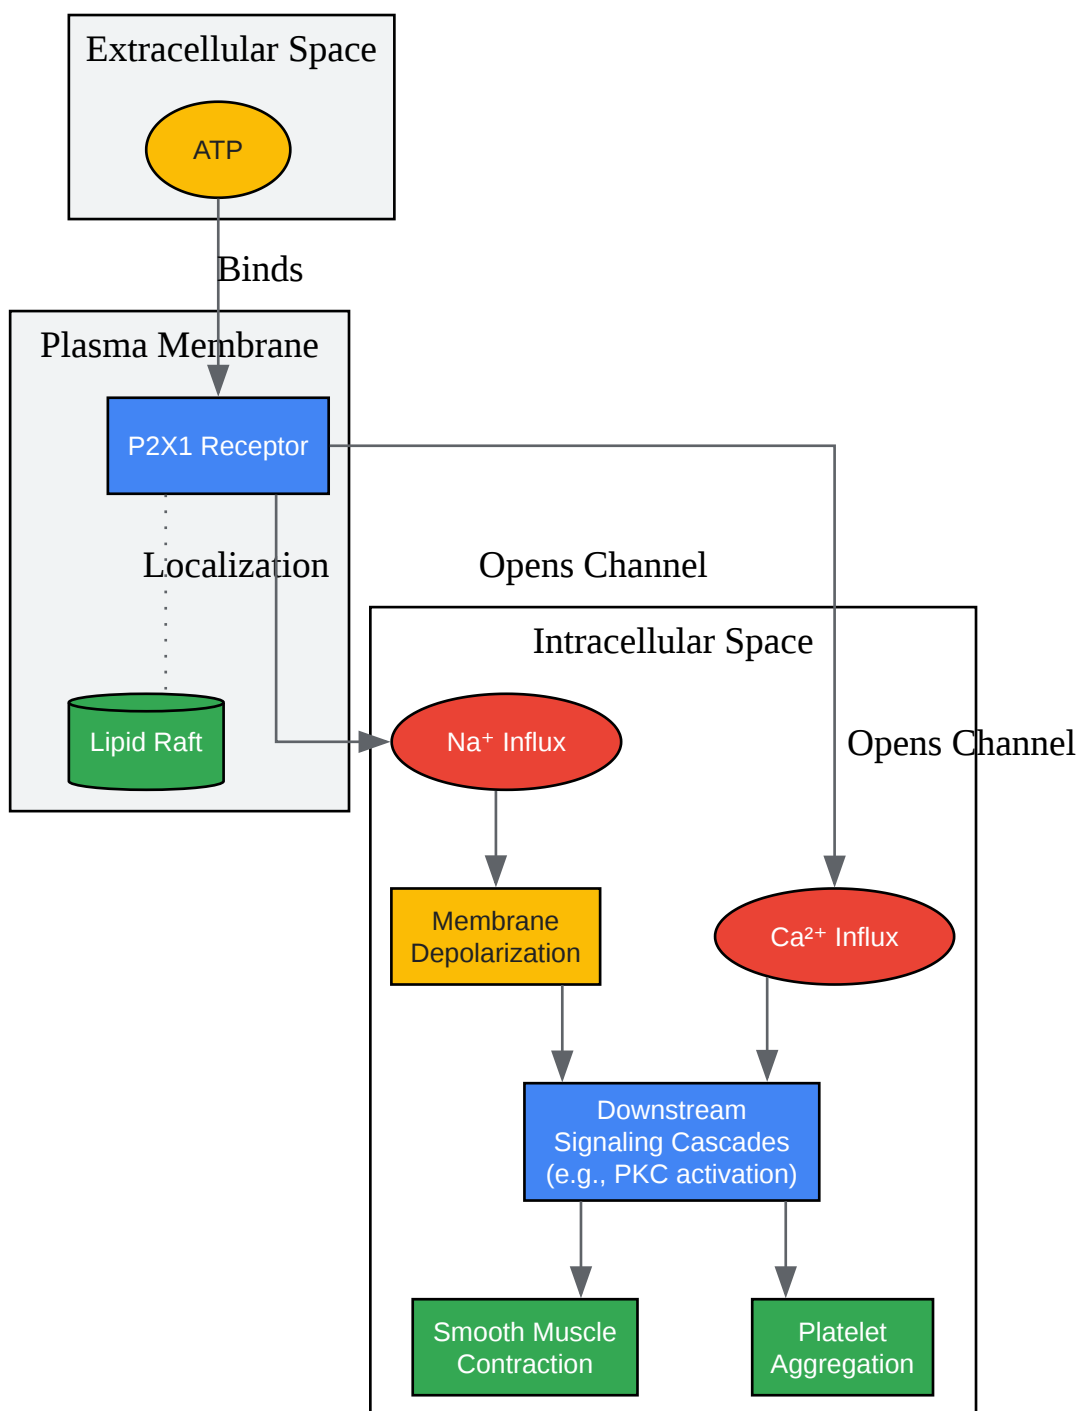 Extracellular Space
ATP
Binds
Plasma Membrane
P2X1 Receptor
Localization
Opens Channel
Intracellular Space
Lipid Raft
Na⁺ Influx
Opens Channel
Membrane
Depolarization
Ca²⁺ Influx
Downstream
Signaling Cascades
(e.g., PKC activation)
Smooth Muscle
Contraction
Platelet
Aggregation